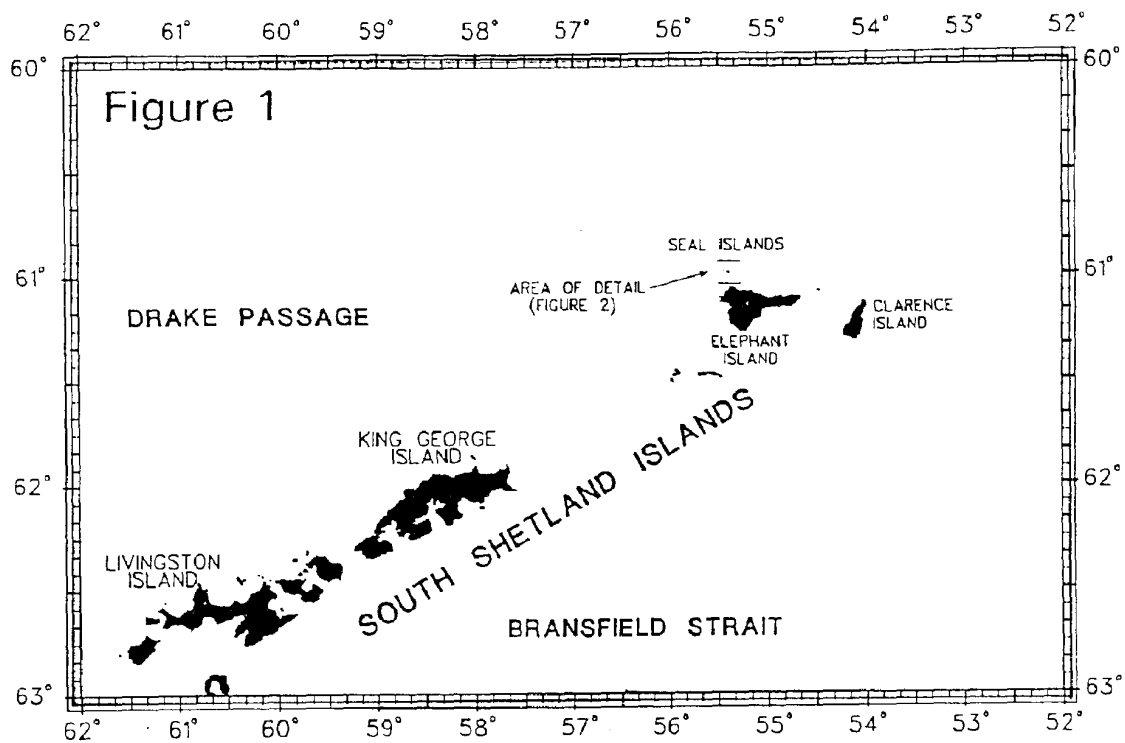 62° 61° 60° 59° 58° 57° 56° 55° 54° 53° 52°
60° 60°
Figure 1
SEAL ISLANDS
61° 61°
AREA OF DETAIL
(FIGURE 2)
DRAKE PASSAGE
CLARENCE
ISLAND
ELEPHANT
ISLAND
KING GEORGE
ISLAND
62° 62°
SOUTH SHETLAND ISLANDS
LIVINGSTON
ISLAND
BRANSFIELD STRAIT
63° 63°
62° 61° 60° 59° 58° 57° 56° 55° 54° 53° 52°